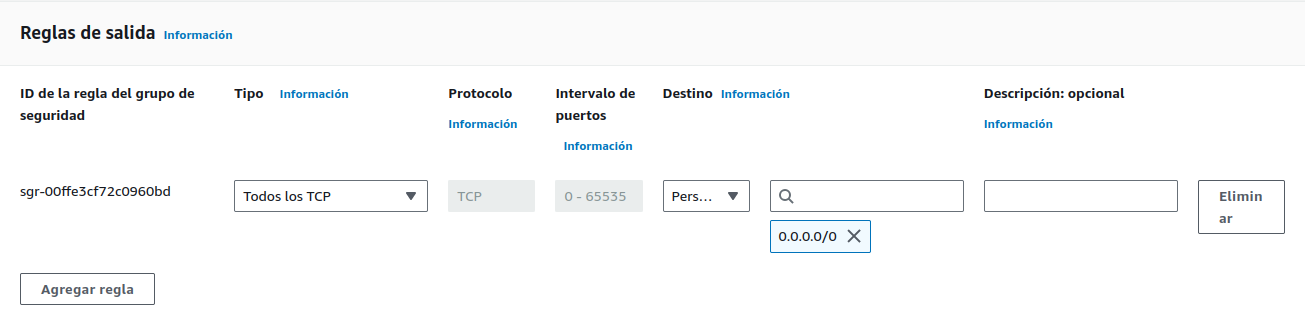 Reglas de salida Información
ID de la regla del grupo de seguridad
Tipo Información
Protocolo
Información
Intervalo de puertos
Información
Destino Información
Descripción: opcional
Información
sgr-00ffe3cf72c0960bd
Todos los TCP
TCP
0 - 65535
Pers...
0.0.0.0/0
Elimin
ar
Agregar regla